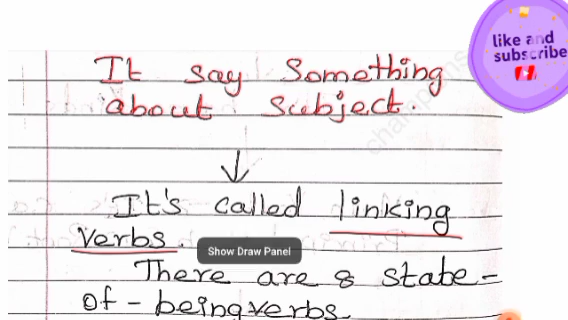 like and
subscribe
It say Something
about subject.
It's called linking
verbs.
Show Draw Panel
There are 8 state-
of-being verbs